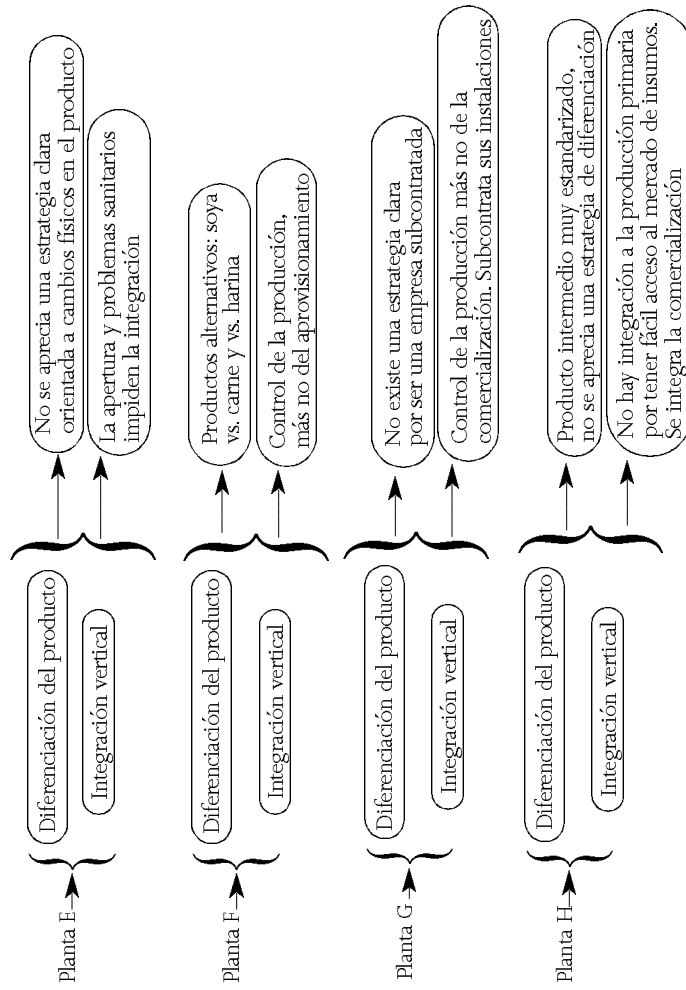 Planta E
Diferenciación del producto
No se aprecia una estrategia clara
orientada a cambios físicos en el producto
Integración vertical
La apertura y problemas sanitarios
impiden la integración
Planta F
Diferenciación del producto
Productos alternativos: soya
vs. carne y vs. harina
Integración vertical
Control de la producción,
más no del aprovisionamiento
Planta G
Diferenciación del producto
No existe una estrategia clara
por ser una empresa subcontratada
Integración vertical
Control de la producción más no de la
comercialización. Subcontrata sus instalaciones
Planta H
Diferenciación del producto
Producto intermedio muy estandarizado,
no se aprecia una estrategia de diferenciación
Integración vertical
No hay integración a la producción primaria
por tener fácil acceso al mercado de insumos.
Se integra la comercialización